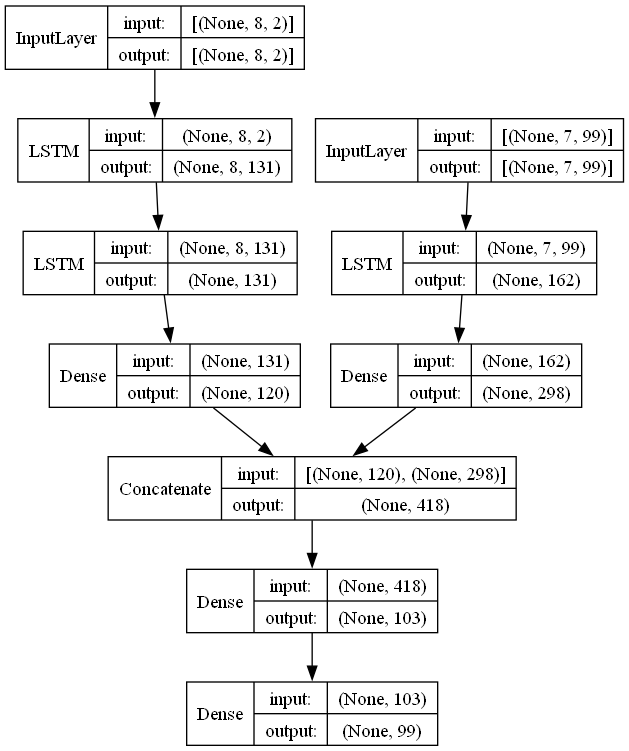 InputLayer
input: [(None, 8, 2)]
output: [(None, 8, 2)]
LSTM
input: (None, 8, 2)
output: (None, 8, 131)
InputLayer
input: [(None, 7, 99)]
output: [(None, 7, 99)]
LSTM
input: (None, 8, 131)
output: (None, 131)
LSTM
input: (None, 7, 99)
output: (None, 162)
Dense
input: (None, 131)
output: (None, 120)
Dense
input: (None, 162)
output: (None, 298)
Concatenate
input: [(None, 120), (None, 298)]
output: (None, 418)
Dense
input: (None, 418)
output: (None, 103)
Dense
input: (None, 103)
output: (None, 99)